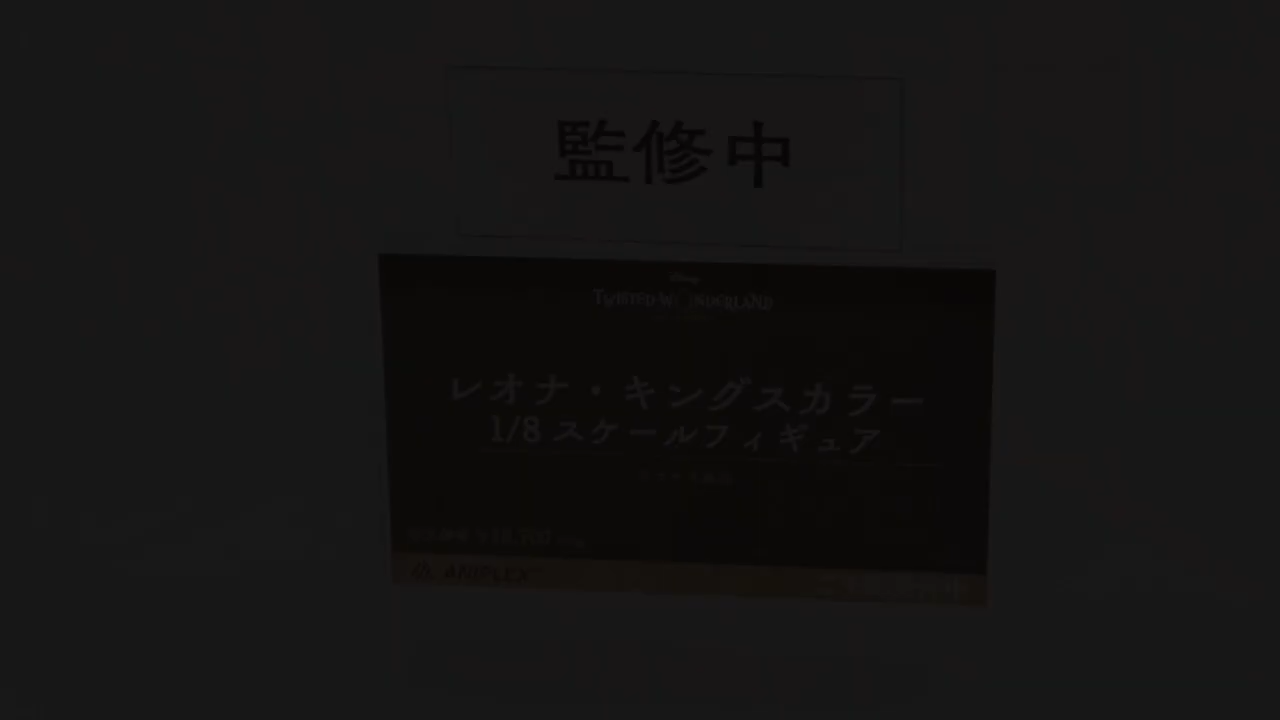 監修中
Disney
TWISTED WONDERLAND
レオナ・キングスカラー
1/8 スケールフィギュア
ANIPLEX